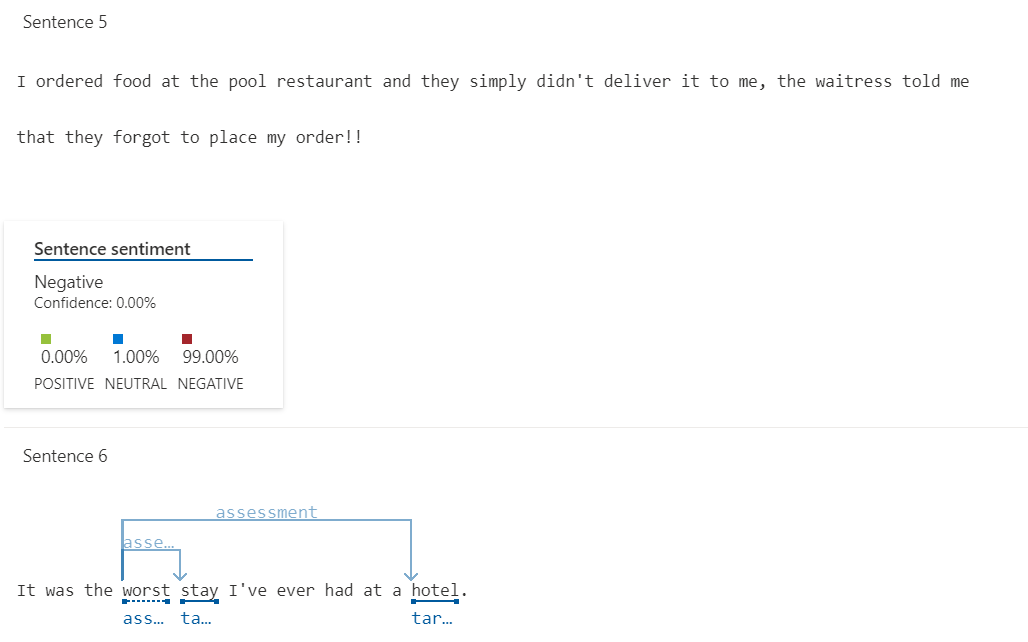 Sentence 5
I ordered food at the pool restaurant and they simply didn't deliver it to me, the waitress told me
that they forgot to place my order!!
Sentence sentiment
Negative
Confidence: 0.00%
0.00% 1.00% 99.00%
POSITIVE NEUTRAL NEGATIVE
Sentence 6
assessment
asse…
It was the worst stay I've ever had at a hotel.
ass… ta… tar…